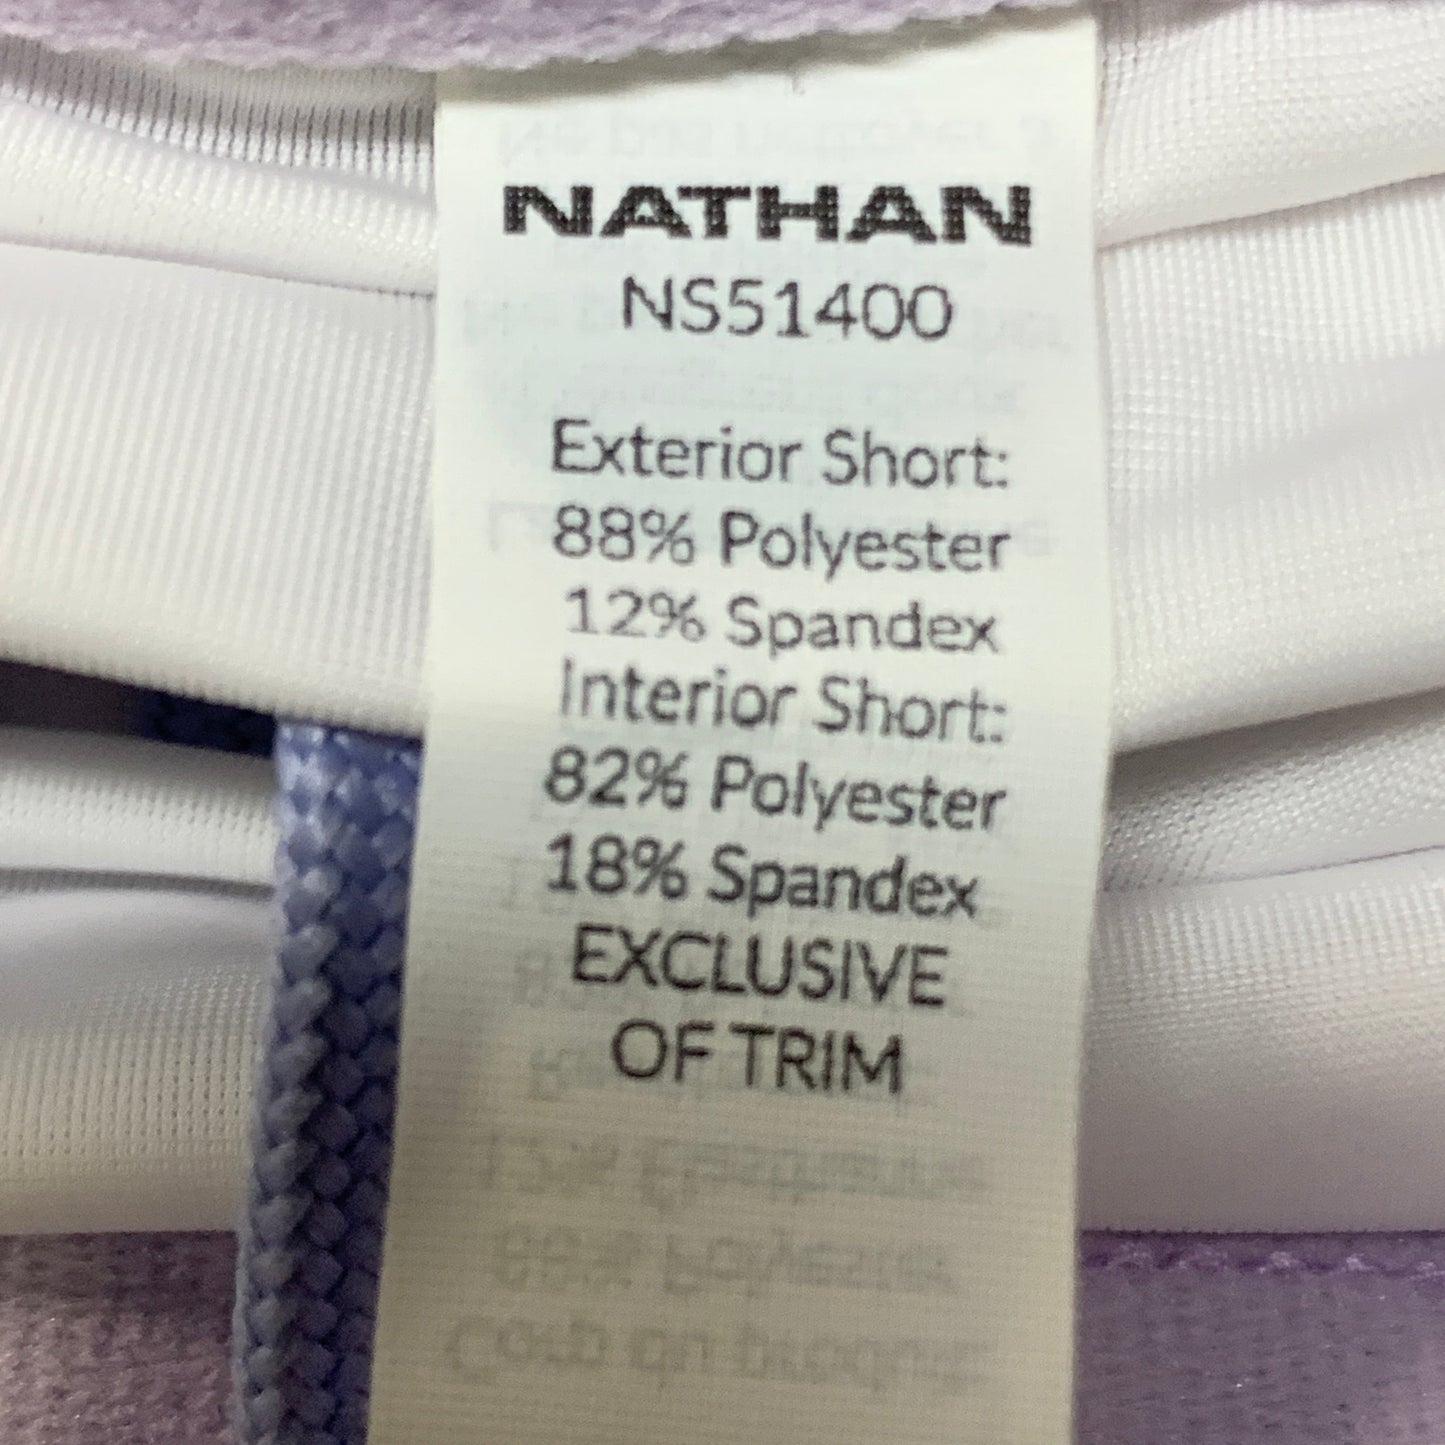 NATHAN
NS51400
Exterior Short:
88% Polyester
12% Spandex
Interior Short:
82% Polyester
18% Spandex
EXCLUSIVE
OF TRIM